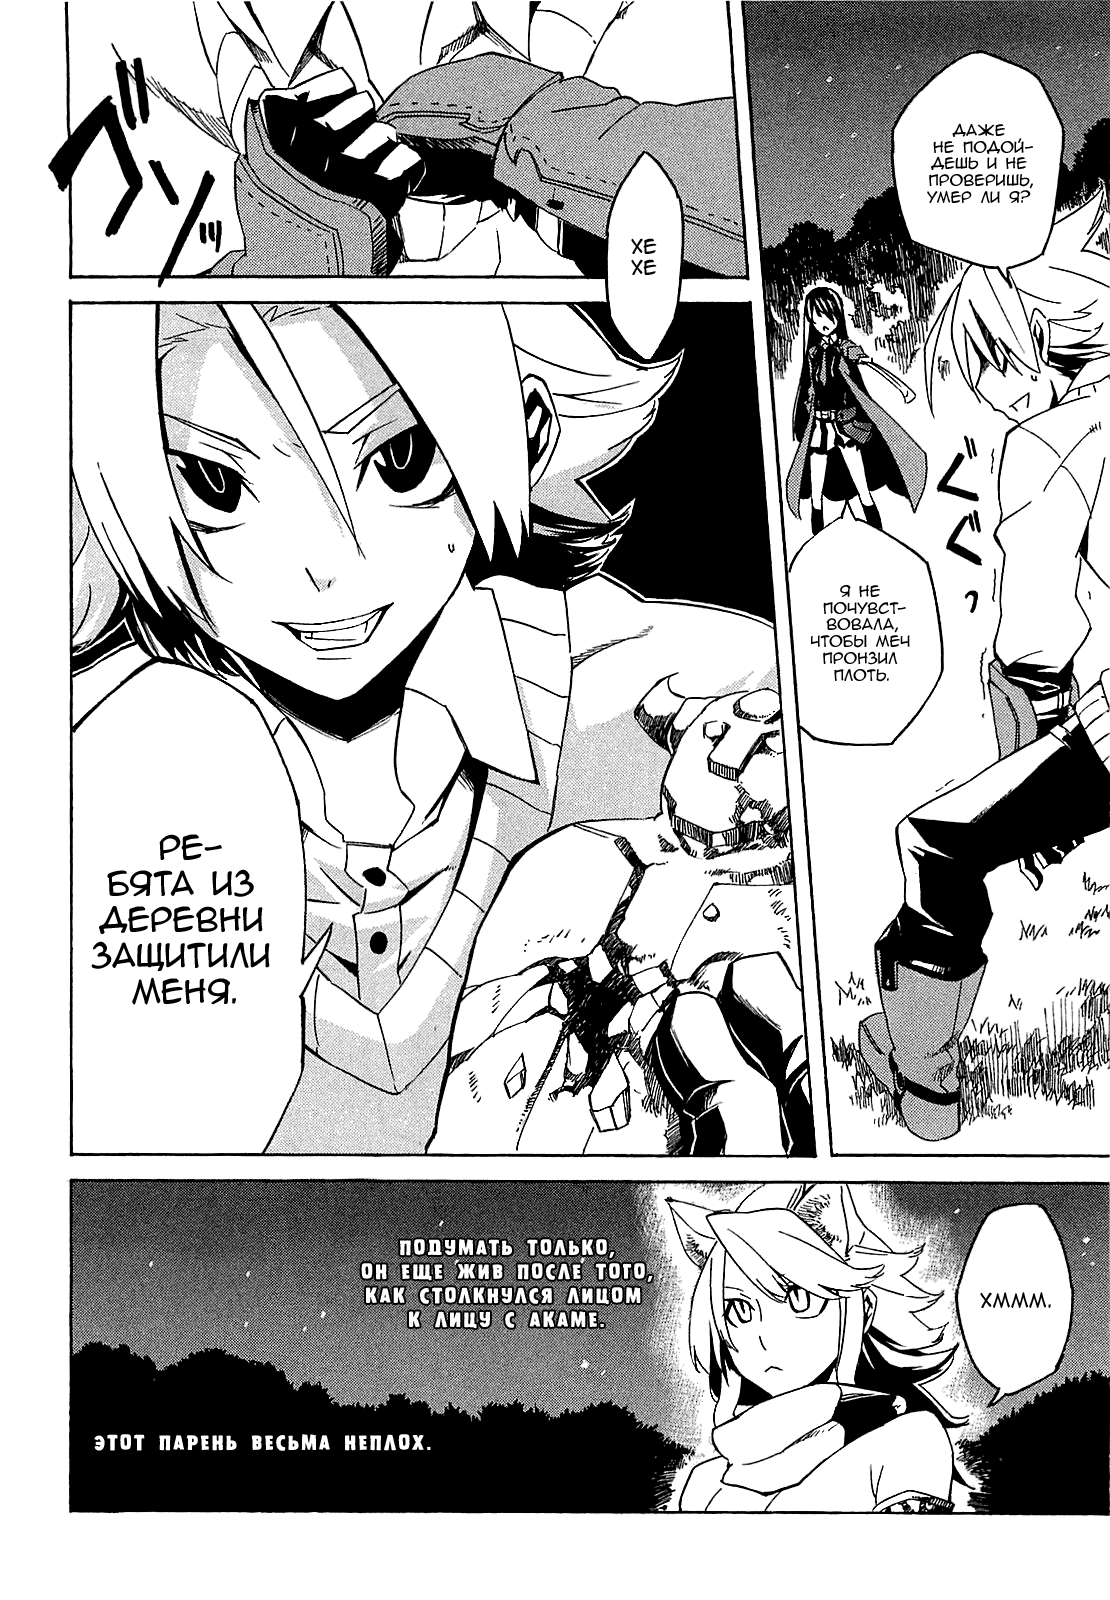 ДАЖЕ
НЕ ПОДОЙ-
ДЕШЬ И НЕ
ПРОВЕРИШЬ,
УМЕР ЛИ Я?
ググ
Я НЕ
ПОЧУВСТ-
ВОВАЛА,
ЧТОБЫ МЕЧ
ПРОНЗИЛ
ПЛОТЬ.
ХЕ
ХЕ
РЕ-
БЯТА ИЗ
ДЕРЕВНИ
ЗАЩИТИЛИ
МЕНЯ.
ХМММ.
ПОДУМАТЬ ТОЛЬКО,
ОН ЕЩЕ ЖИВ ПОСЛЕ ТОГО,
КАК СТОЛКНУЛСЯ ЛИЦОМ
К ЛИЦУ С АКАМЕ.
ЭТОТ ПАРЕНЬ ВЕСЬМА НЕПЛОХ.